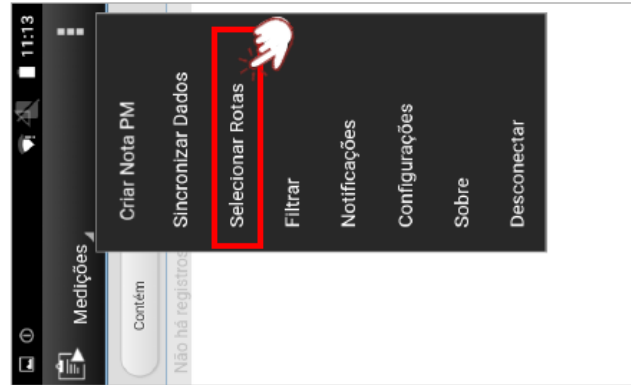 11:13
Medições
Contém
Não há registros
Criar Nota PM
Sincronizar Dados
Selecionar Rotas
Filtrar
Notificações
Configurações
Sobre
Desconectar